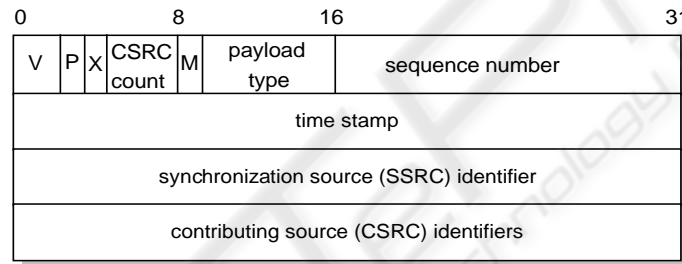 0 8 16 31
V P X CSRC count M payload type sequence number
time stamp
synchronization source (SSRC) identifier
contributing source (CSRC) identifiers